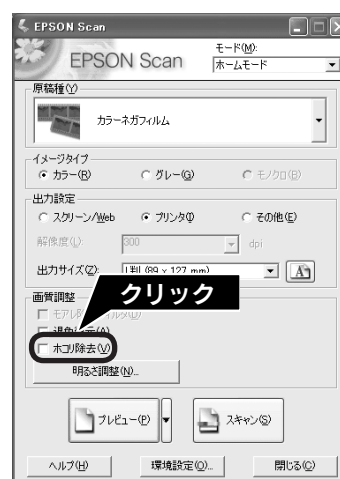 EPSON Scan
EPSON Scan
モード(M):
ホームモード
原稿種(Y)
カラーネガフィルム
イメージタイプ
カラー(R)
グレー(G)
モノクロ(B)
出力設定
スクリーン/Web
プリンタ(I)
その他(E)
解像度(L):
300
dpi
出力サイズ(Z):
L判 (89 x 127 mm)
A
クリック
画質調整
ホコリ除去(V)
明るさ調整(N)...
プレビュー(P)
スキャン(S)
ヘルプ(H)
環境設定(O)...
閉じる(C)